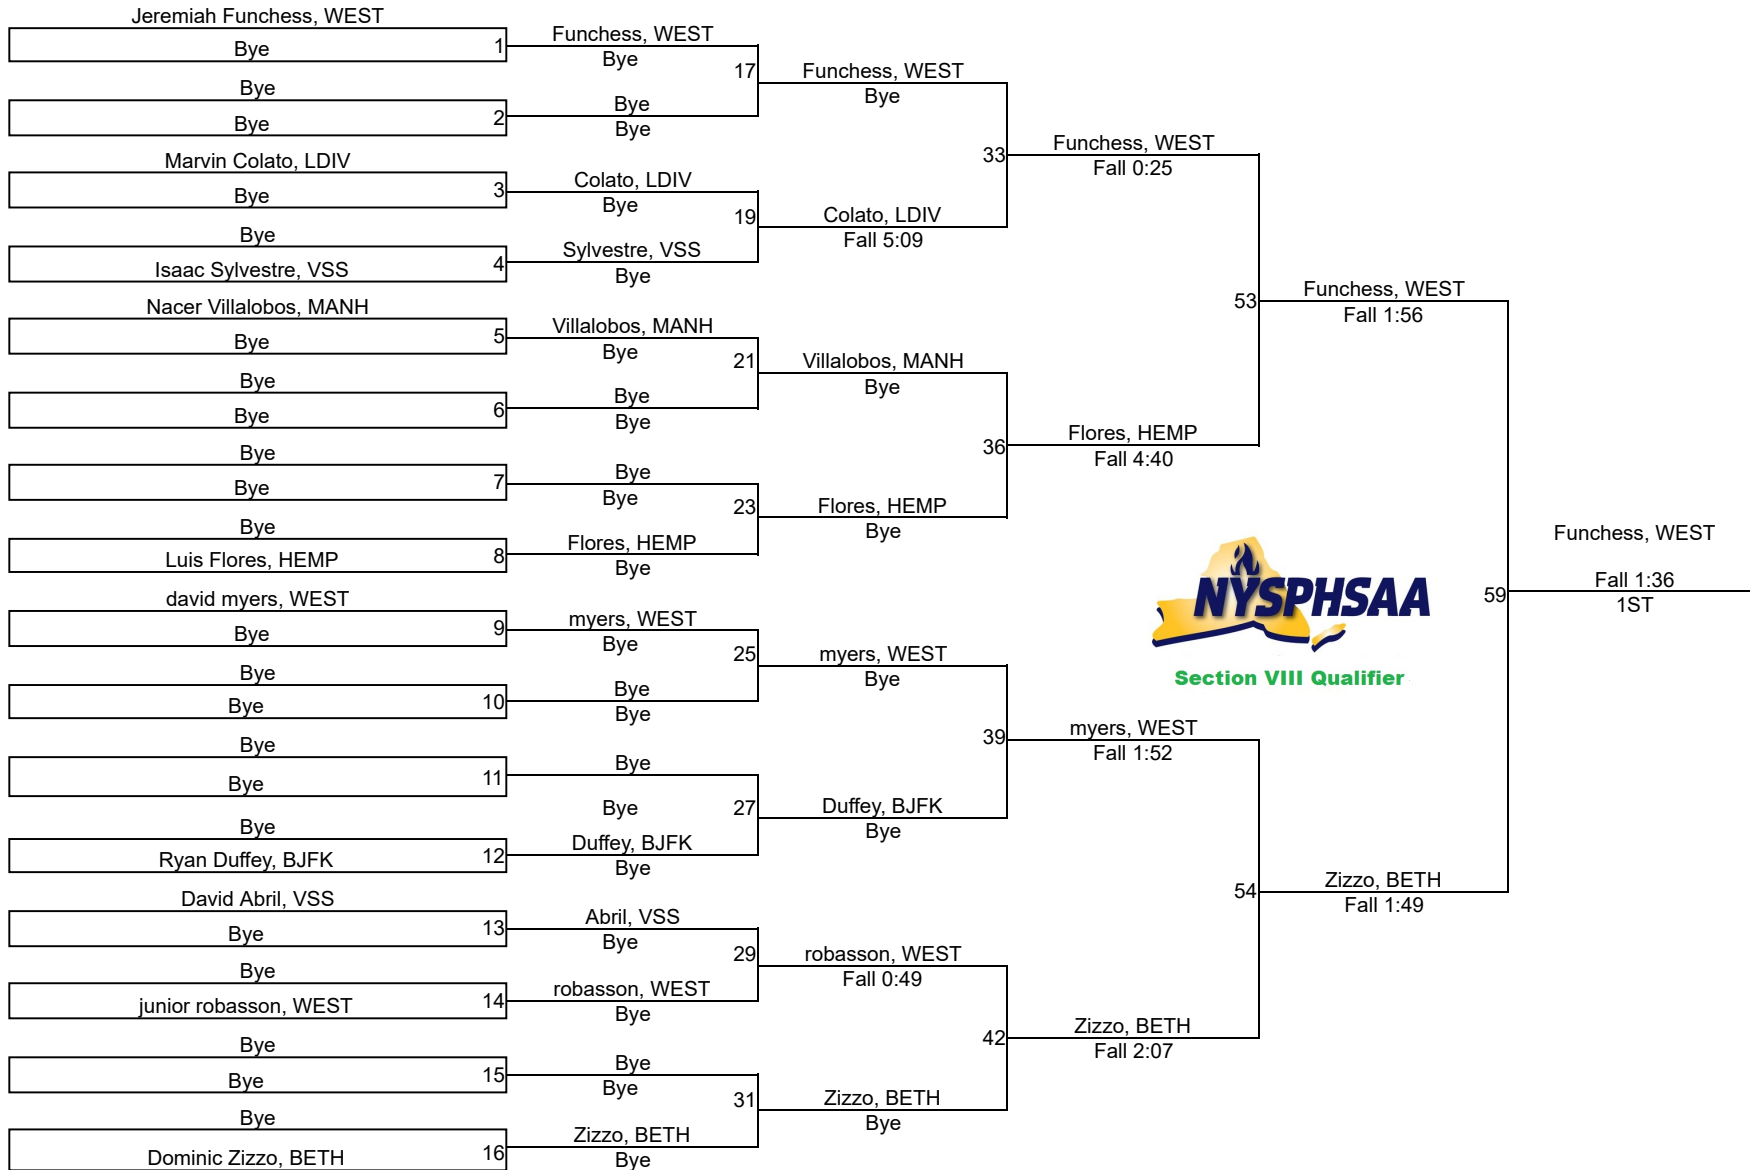 Jeremiah Funchess, WEST
Bye
1
Bye
Bye
2
Marvin Colato, LDIV
Bye
3
Bye
Isaac Sylvestre, VSS
4
Nacer Villalobos, MANH
Bye
5
Bye
Bye
6
Bye
Bye
7
Bye
Luis Flores, HEMP
8
david myers, WEST
Bye
9
Bye
Bye
10
Bye
Bye
11
Bye
Ryan Duffey, BJFK
12
David Abril, VSS
Bye
13
Bye
junior robasson, WEST
14
Bye
Bye
15
Bye
Dominic Zizzo, BETH
16
Funchess, WEST
Bye
17
Bye
Bye
Colato, LDIV
Bye
19
Sylvestre, VSS
Bye
Villalobos, MANH
Bye
21
Bye
Bye
Bye
Bye
23
Flores, HEMP
Bye
myers, WEST
Bye
25
Bye
Bye
Bye
Bye
27
Duffey, BJFK
Bye
Abril, VSS
Bye
29
robasson, WEST
Bye
Bye
Bye
31
Zizzo, BETH
Bye
Funchess, WEST
Bye
33
Colato, LDIV
Fall 5:09
Villalobos, MANH
Bye
36
Flores, HEMP
Bye
myers, WEST
Bye
39
Duffey, BJFK
Bye
robasson, WEST
Fall 0:49
42
Zizzo, BETH
Bye
Funchess, WEST
Fall 0:25
53
Flores, HEMP
Fall 4:40
myers, WEST
Fall 1:52
54
Zizzo, BETH
Fall 2:07
Funchess, WEST
Fall 1:56
59
Zizzo, BETH
Fall 1:49
Funchess, WEST
Fall 1:36
1ST
NYSPHSAA
Section VIII Qualifier